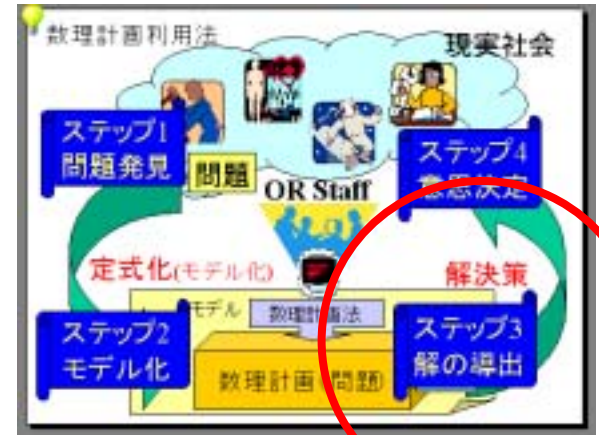 数理計画利用法
現実社会
ステップ1
問題発見
問題
OR Staff
ステップ4
意思決定
定式化(モデル化)
解決策
モデル
数理計画法
ステップ2
モデル化
ステップ3
解の導出
数理計画(問題)